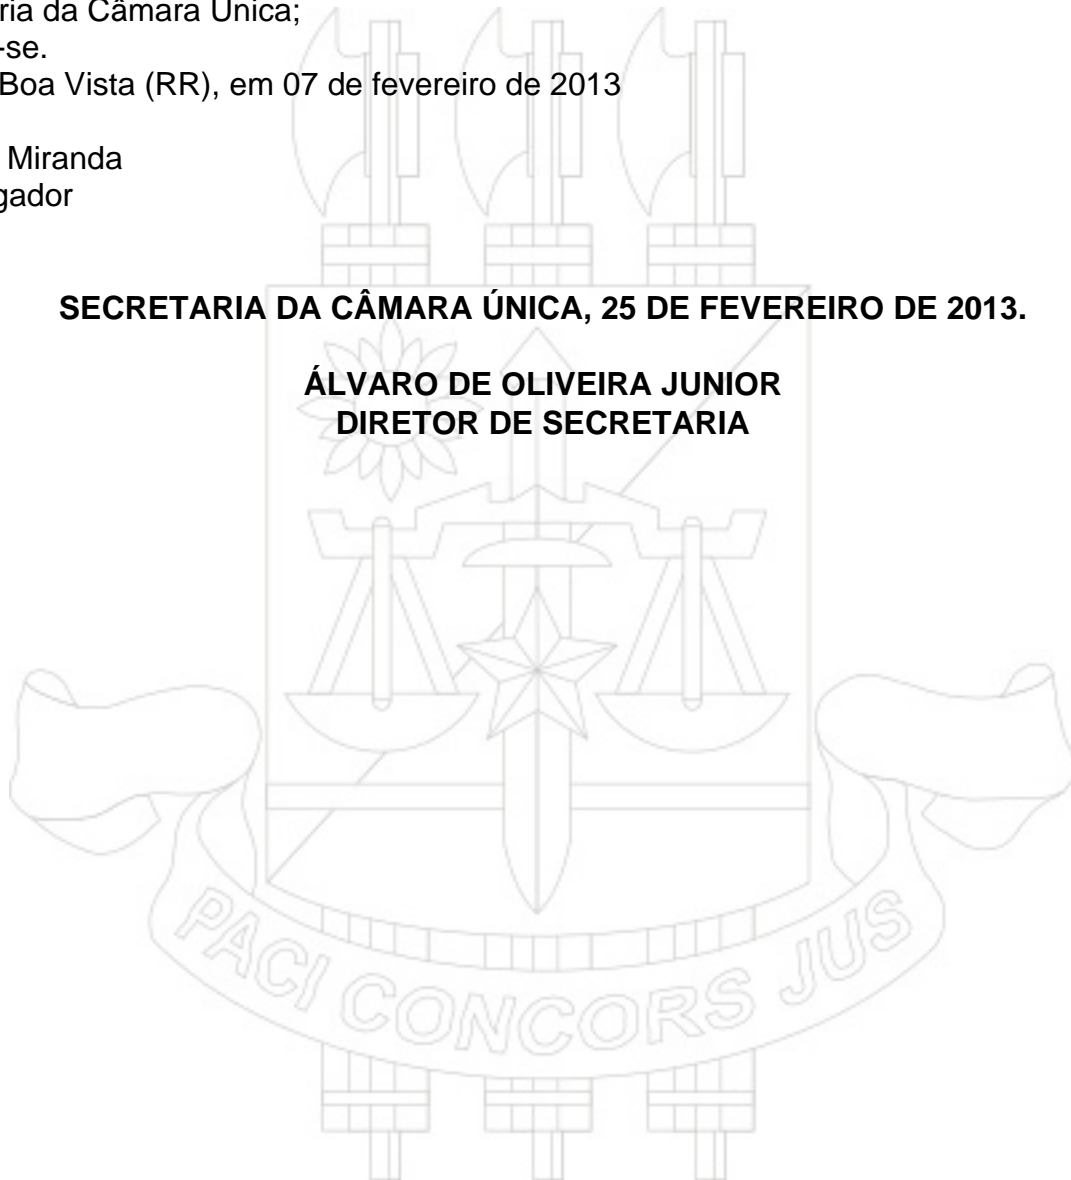 ria da Câmara Única;
-se.
Boa Vista (RR), em 07 de fevereiro de 2013
Miranda
gador
SECRETARIA DA CÂMARA ÚNICA, 25 DE FEVEREIRO DE 2013.
ÁLVARO DE OLIVEIRA JUNIOR
DIRETOR DE SECRETARIA
PACI CONCORS JUS